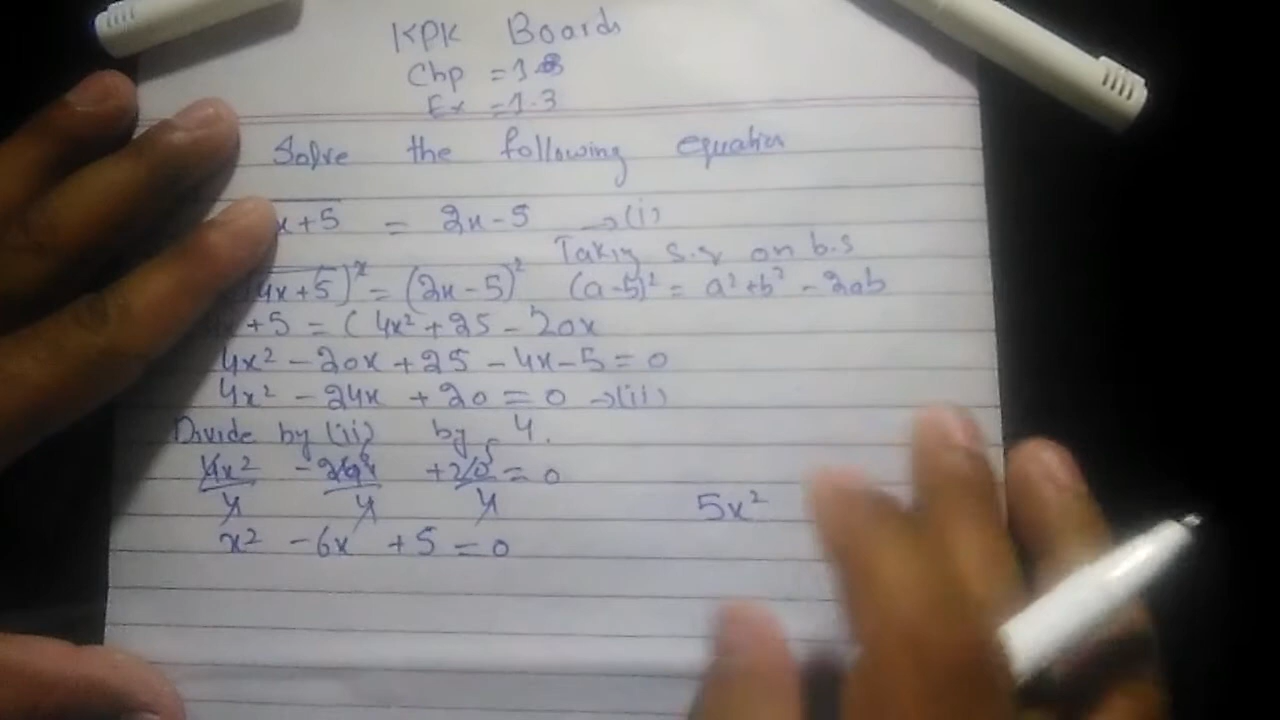 KPK Boards
Chp = 1
Ex = 1.3
Solve the following equation
x+5 = 2x-5 →(i)
Taking s.r on b.s
4x+5)² = (2x-5)² (a-5)² = a²+b² - 2ab
+5 = (4x²+25-20x
4x²-20x+25-4x-5=0
4x² - 24x + 20 = 0 →(ii)
Divide by (ii) by 4.
4x²/4 - 24x/4 + 20/4 5 = 0
5x²
x² - 6x + 5 = 0